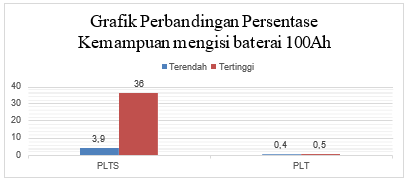 Grafik Perbandingan Persentase
Kemampuan mengisi baterai 100Ah
Terendah Tertinggi
40
30
20
10
0
36
3,9
0,4 0,5
PLTS PLT